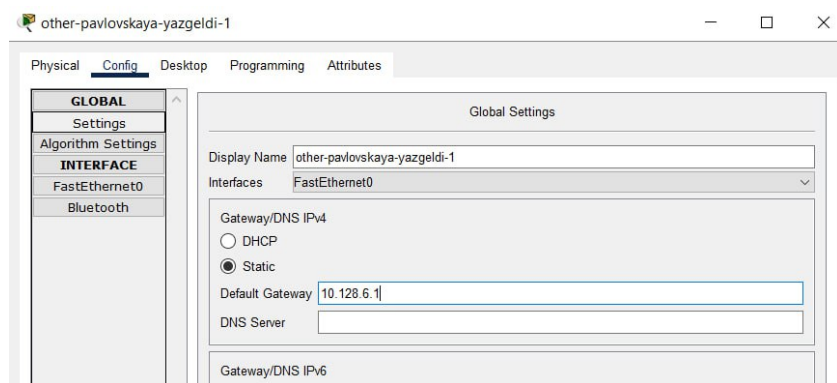 other-pavlovskaya-yazgeldi-1
Physical Config Desktop Programming Attributes
GLOBAL
Settings
Algorithm Settings
INTERFACE
FastEthernet0
Bluetooth
Global Settings
Display Name other-pavlovskaya-yazgeldi-1
Interfaces FastEthernet0
Gateway/DNS IPv4
DHCP
Static
Default Gateway 10.128.6.1
DNS Server
Gateway/DNS IPv6